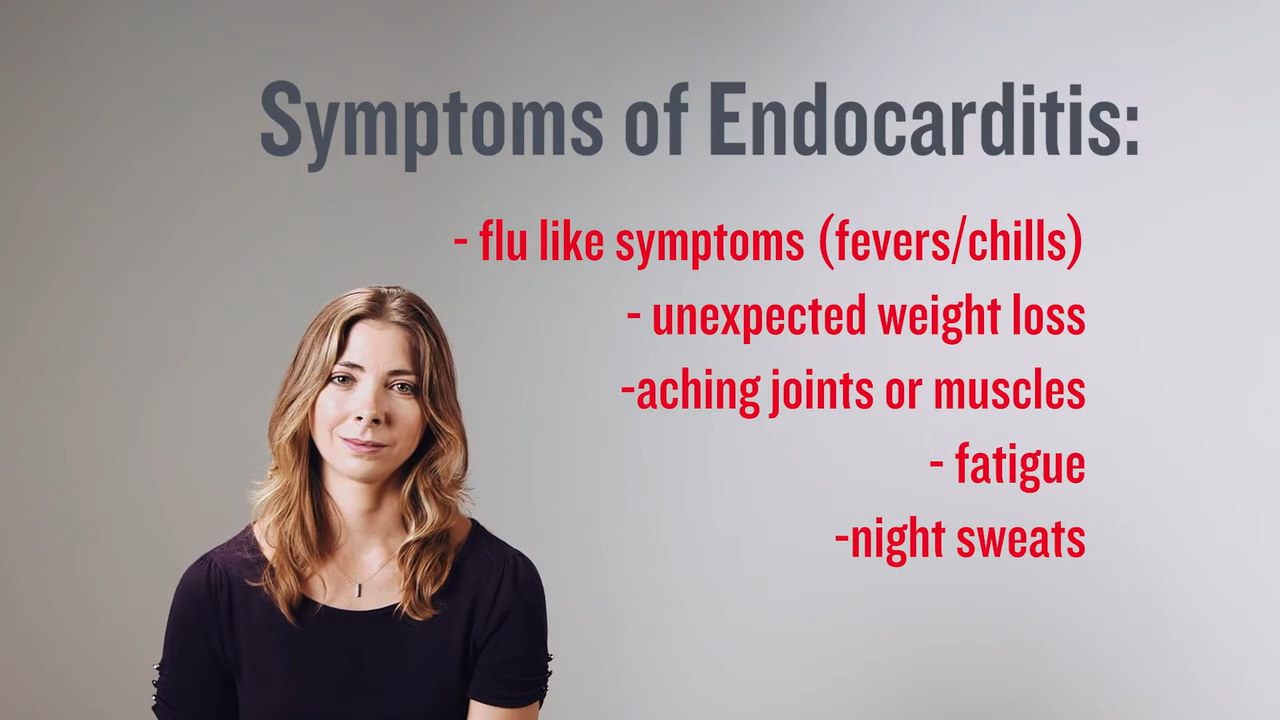 Symptoms of Endocarditis:
- flu like symptoms (fevers/chills)
- unexpected weight loss
-aching joints or muscles
- fatigue
-night sweats